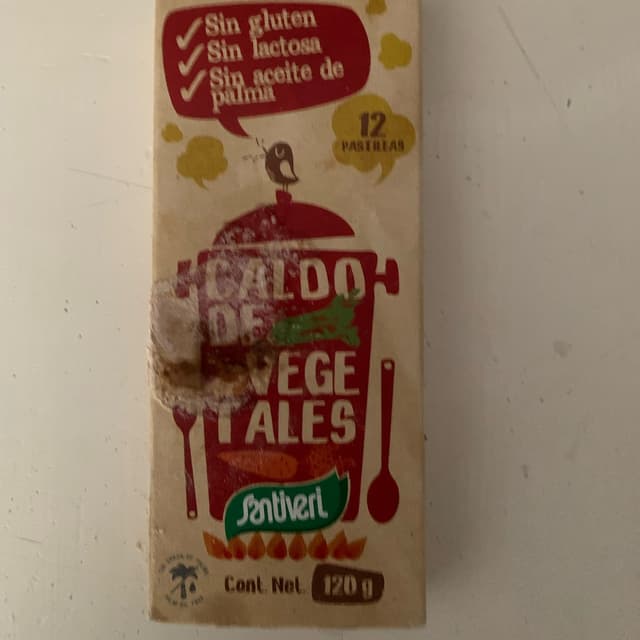 Sin gluten
Sin lactosa
Sin aceite de
palma
12
PASTILLAS
CALDO
DE
VEGE
TALES
Santiveri
Cont. Net. 120 g